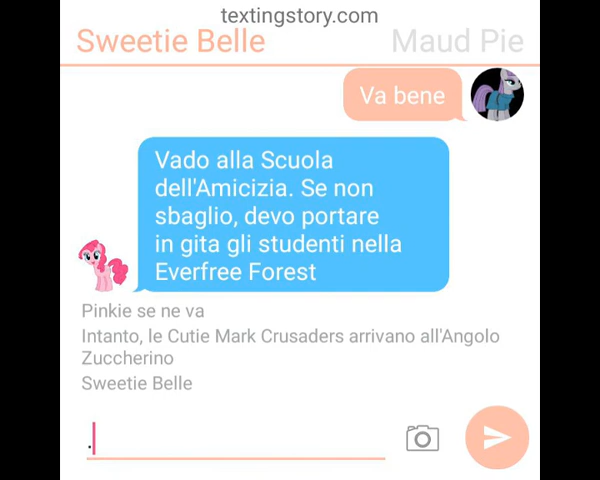 textingstory.com
Sweetie Belle
Maud Pie
Va bene
Vado alla Scuola
dell'Amicizia. Se non
sbaglio, devo portare
in gita gli studenti nella
Everfree Forest
Pinkie se ne va
Intanto, le Cutie Mark Crusaders arrivano all'Angolo
Zuccherino
Sweetie Belle
.